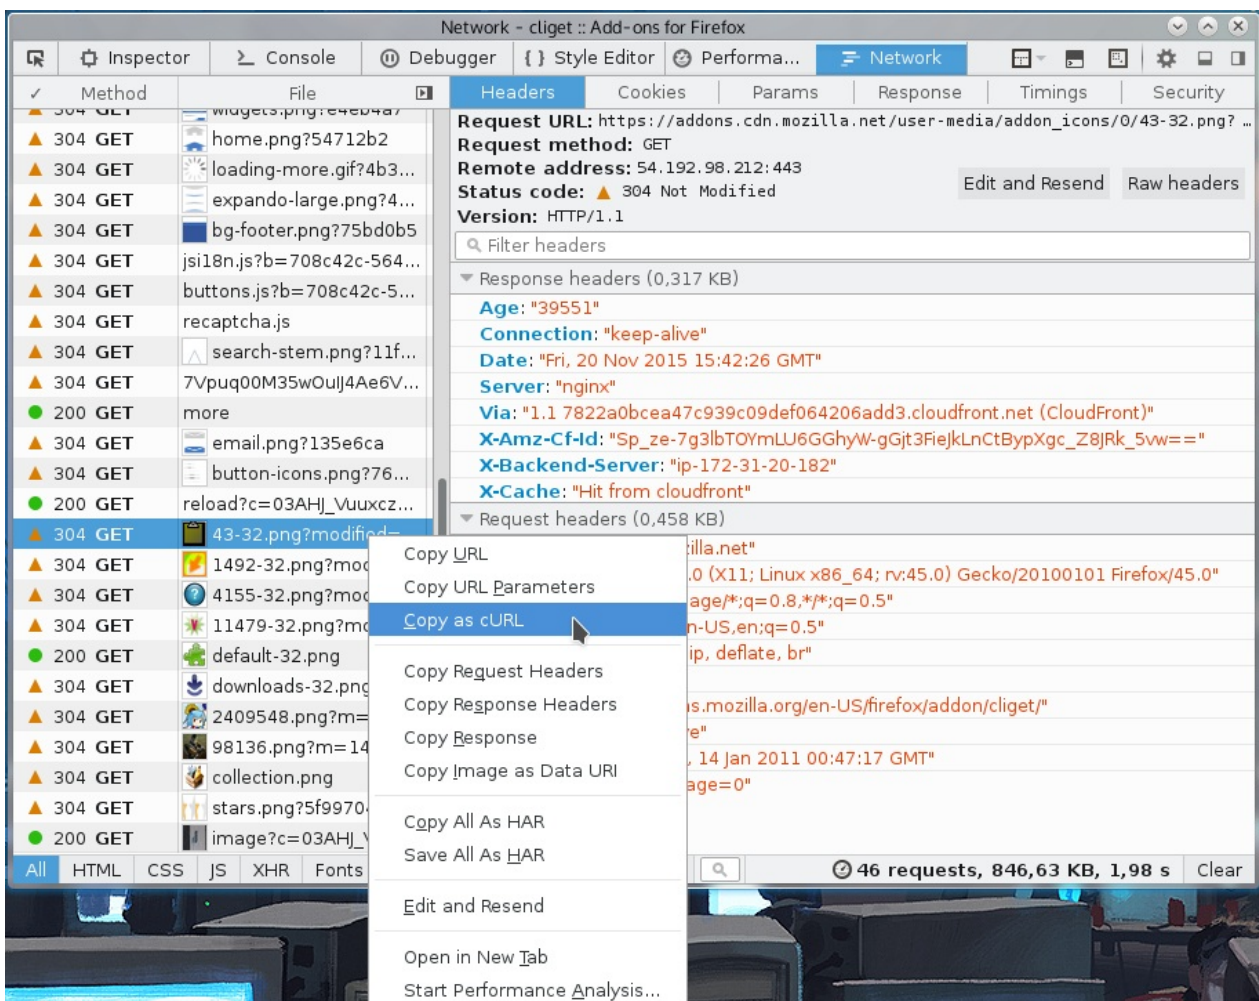 Network - cliget :: Add-ons for Firefox
Inspector Console Debugger { } Style Editor Performa... Network
✓ Method File Headers Cookies Params Response Timings Security
304 GET widgets.png?e4eb4a7
304 GET home.png?54712b2
304 GET loading-more.gif?4b3...
304 GET expando-large.png?4...
304 GET bg-footer.png?75bd0b5
304 GET jsi18n.js?b=708c42c-564...
304 GET buttons.js?b=708c42c-5...
304 GET recaptcha.js
304 GET search-stem.png?11f...
304 GET
200 GET more
304 GET email.png?135e6ca
304 GET button-icons.png?76...
200 GET reload?c=03AHJ_Vuuxcz...
304 GET 43-32.png?modified=
304 GET 1492-32.png?mod
304 GET 4155-32.png?mod
304 GET 11479-32.png?mo
200 GET default-32.png
304 GET downloads-32.png
304 GET 2409548.png?m=
304 GET 98136.png?m=14
304 GET collection.png
304 GET stars.png?5f9970
200 GET image?c=03AHJ_
Request URL: https://addons.cdn.mozilla.net/user-media/addon_icons/0/43-32.png? ...
Request method: GET
Remote address: 54.192.98.212:443
Status code: 304 Not Modified
Edit and Resend Raw headers
Version: HTTP/1.1
Filter headers
Response headers (0,317 KB)
Age: "39551"
Connection: "keep-alive"
Date: "Fri, 20 Nov 2015 15:42:26 GMT"
Server: "nginx"
Via: "1.1 7822a0bcea47c939c09def064206add3.cloudfront.net (CloudFront)"
X-Amz-Cf-Id: "Sp_ze-7g3lbTOYmLU6GGhyW-gGjt3FieJkLnCtBypXgc_Z8JRk_5vw=="
X-Backend-Server: "ip-172-31-20-182"
X-Cache: "Hit from cloudfront"
Request headers (0,458 KB)
illa.net"
.0 (X11; Linux x86_64; rv:45.0) Gecko/20100101 Firefox/45.0"
age/*;q=0.8,*/*;q=0.5"
n-US,en;q=0.5"
ip, deflate, br"
s.mozilla.org/en-US/firefox/addon/cliget/"
e"
, 14 Jan 2011 00:47:17 GMT"
age=0"
Copy URL
Copy URL Parameters
Copy as cURL
Copy Request Headers
Copy Response Headers
Copy Response
Copy Image as Data URI
Copy All As HAR
Save All As HAR
Edit and Resend
Open in New Tab
Start Performance Analysis...
All HTML CSS JS XHR Fonts
46 requests, 846,63 KB, 1,98 s Clear